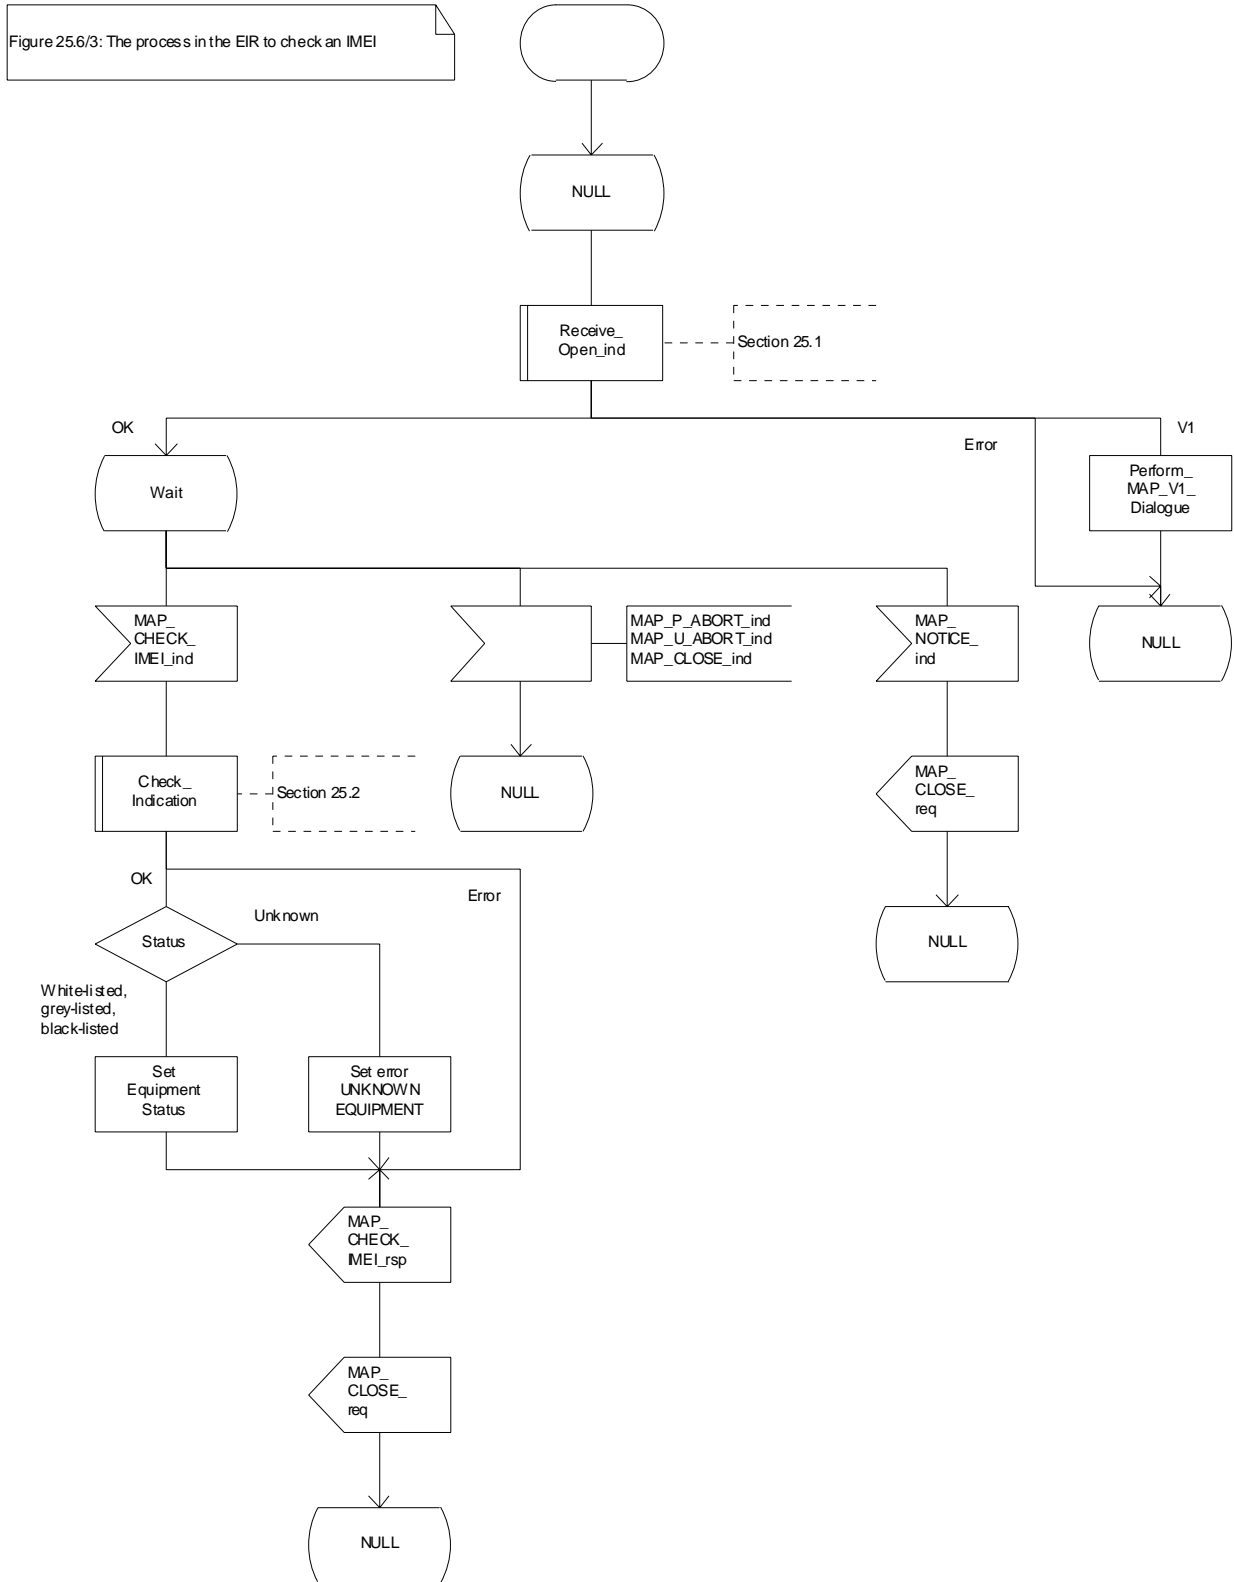 Figure 25.6/3: The process in the EIR to check an IMEI
NULL
Receive_
Open_ind
Section 25.1
OK
Error
V1
Wait
Perform_
MAP_V1_
Dialogue
MAP_
CHECK_
IMEI_ind
MAP_P_ABORT_ind
MAP_U_ABORT_ind
MAP_CLOSE_ind
MAP_
NOTICE_
ind
NULL
Check_
Indication
Section 25.2
NULL
MAP_
CLOSE_
req
OK
Error
Unknown
Status
NULL
White-listed,
grey-listed,
black-listed
Set
Equipment
Status
Set error
UNKNOWN
EQUIPMENT
MAP_
CHECK_
IMEI_rsp
MAP_
CLOSE_
req
NULL